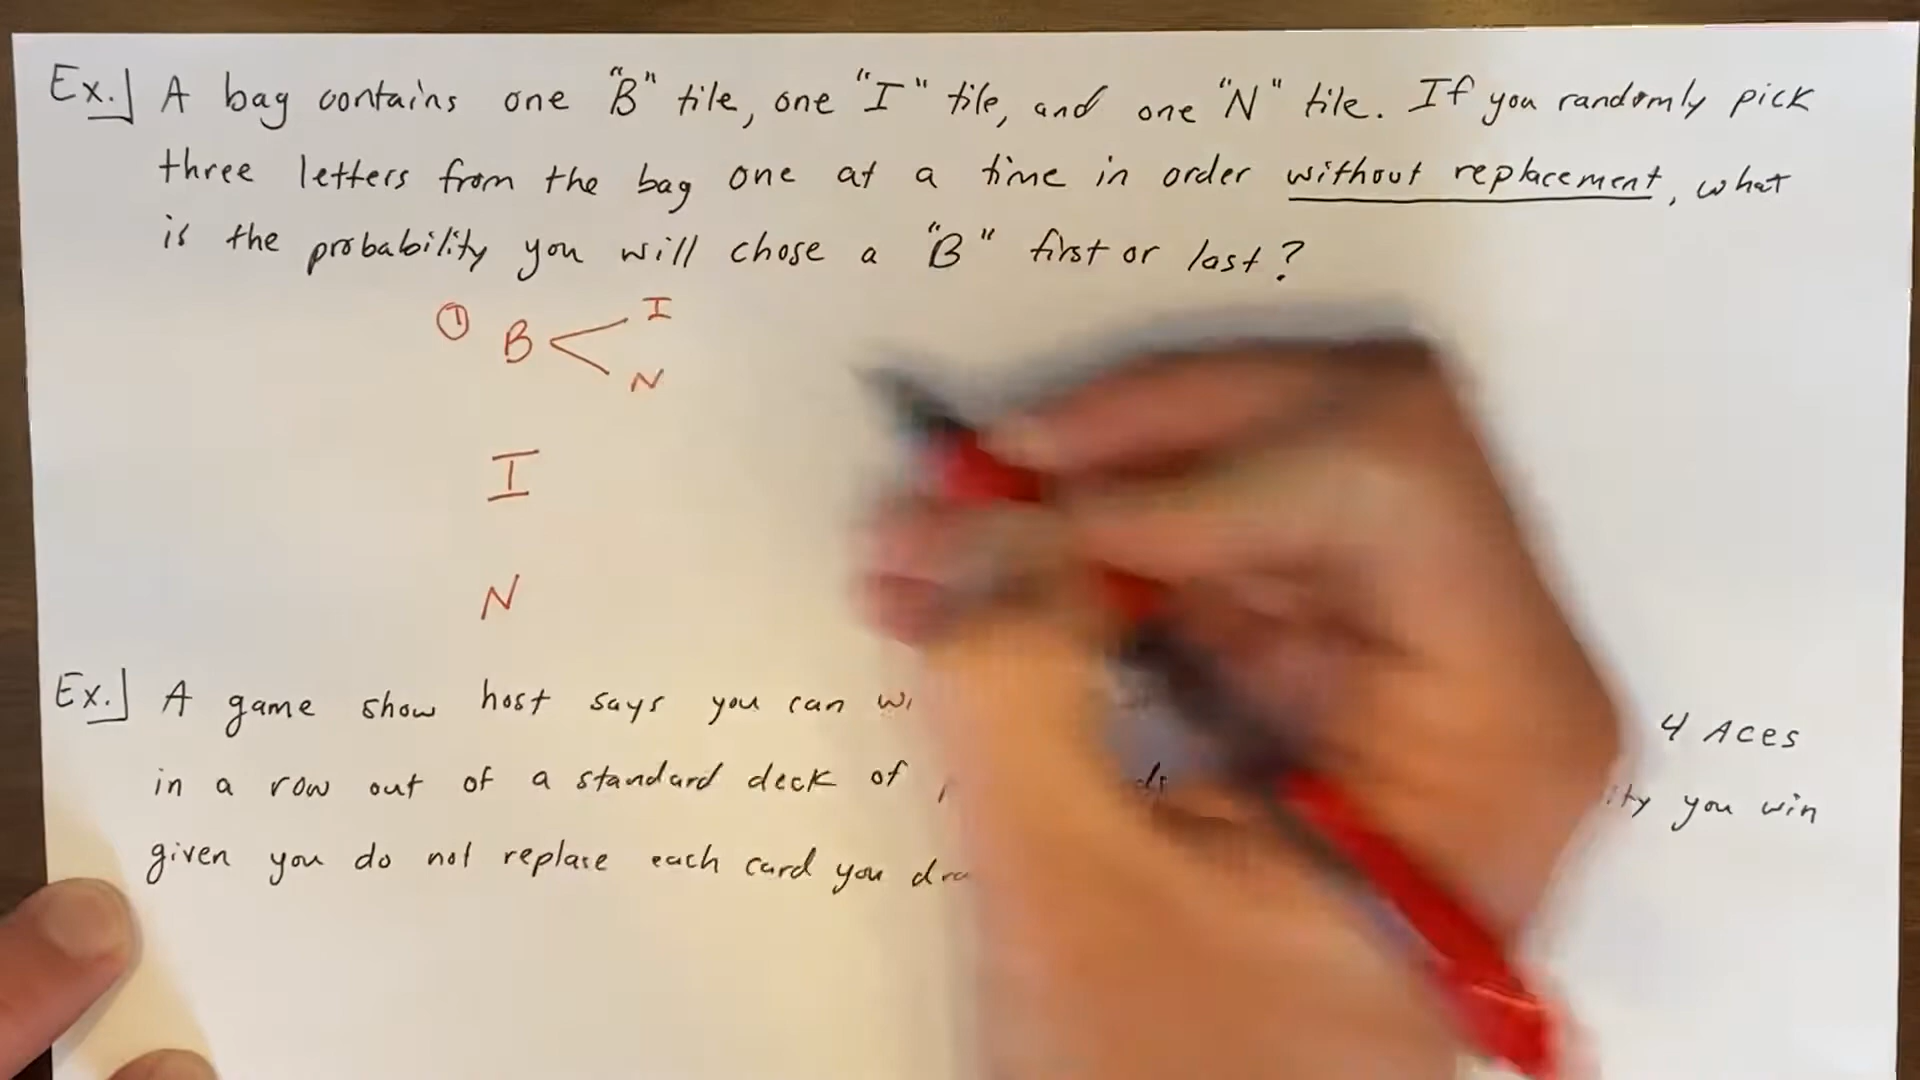 Ex.] A bag contains one "B" tile, one "I" tile, and one "N" tile. If you randomly pick
three letters from the bag one at a time in order without replacement, what
is the probability you will chose a "B" first or last?
① B < I
N
I
N
Ex.] A game show host says you can 4 Aces
in a row out of a standard deck of you win
given you do not replace each card you